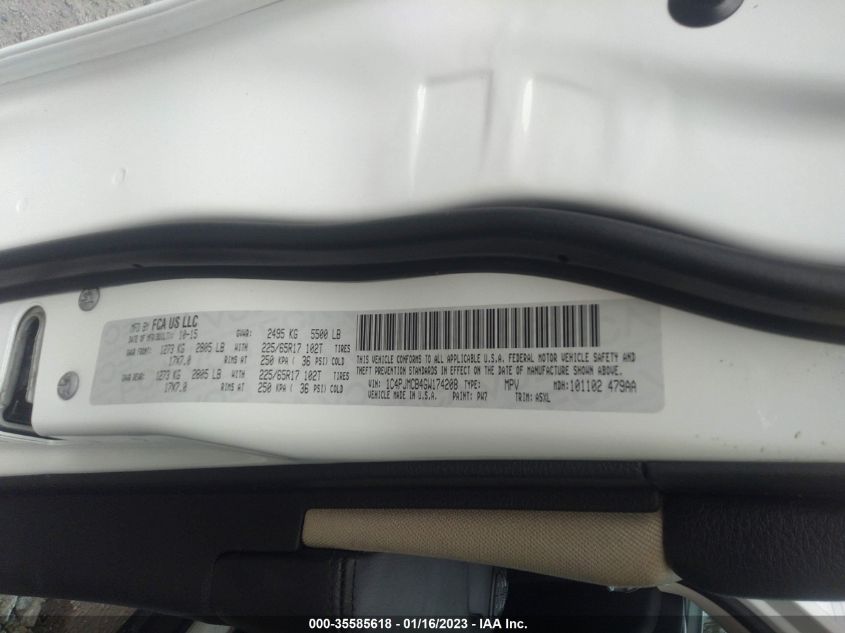 MFD BY FCA US LLC
DATE OF MFR 10-15 GVWR: 2495 KG 5500 LB
GAWR FRONT: 1273 KG 2805 LB WITH 225/65R17 102T TIRES
17X7.0 RIMS AT 250 KPA ( 36 PSI) COLD
GAWR REAR: 1273 KG 2805 LB WITH 225/65R17 102T TIRES
17X7.0 RIMS AT 250 KPA ( 36 PSI) COLD
THIS VEHICLE CONFORMS TO ALL APPLICABLE U.S.A. FEDERAL MOTOR VEHICLE SAFETY AND
THEFT PREVENTION STANDARDS IN EFFECT ON THE DATE OF MANUFACTURE SHOWN ABOVE.
VIN: 1C4PJMCB4GW174208 TYPE: MPV MDH: 101102 479AA
VEHICLE MADE IN U.S.A. PAINT: PW7 TRIM: ASXL
000-35585618 - 01/16/2023 - IAA Inc.